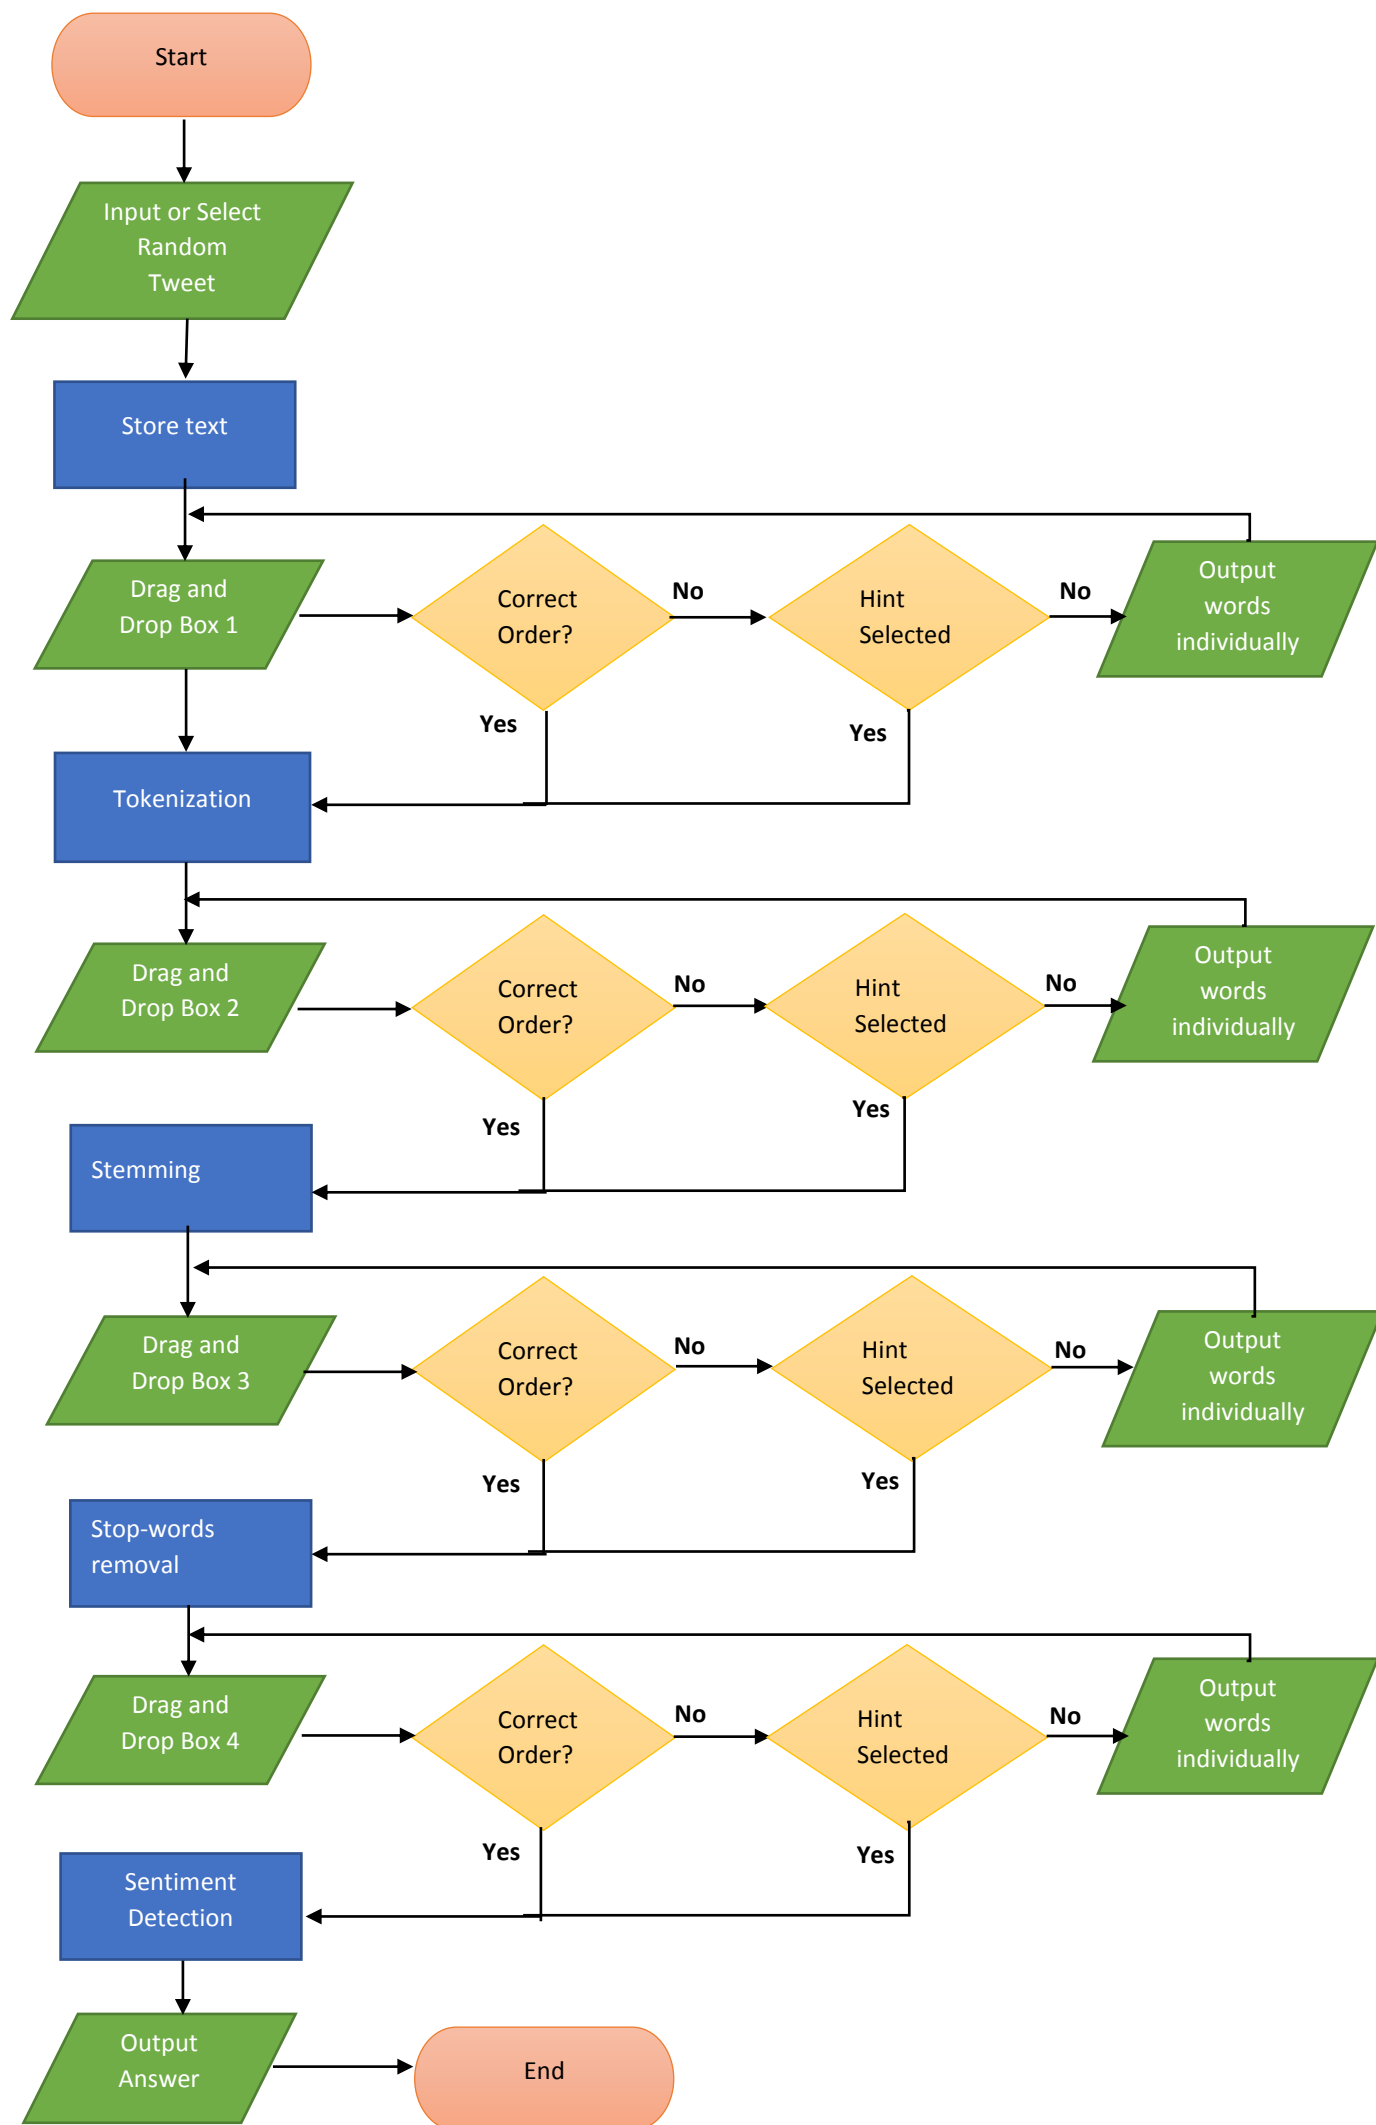 Start
Input or Select
Random
Tweet
Store text
Drag and
Drop Box 1
Correct
Order?
No
Hint
Selected
No
Output
words
individually
Yes
Yes
Tokenization
Drag and
Drop Box 2
Correct
Order?
No
Hint
Selected
No
Output
words
individually
Yes
Yes
Stemming
Drag and
Drop Box 3
Correct
Order?
No
Hint
Selected
No
Output
words
individually
Yes
Yes
Stop-words
removal
Drag and
Drop Box 4
Correct
Order?
No
Hint
Selected
No
Output
words
individually
Yes
Yes
Sentiment
Detection
Output
Answer
End